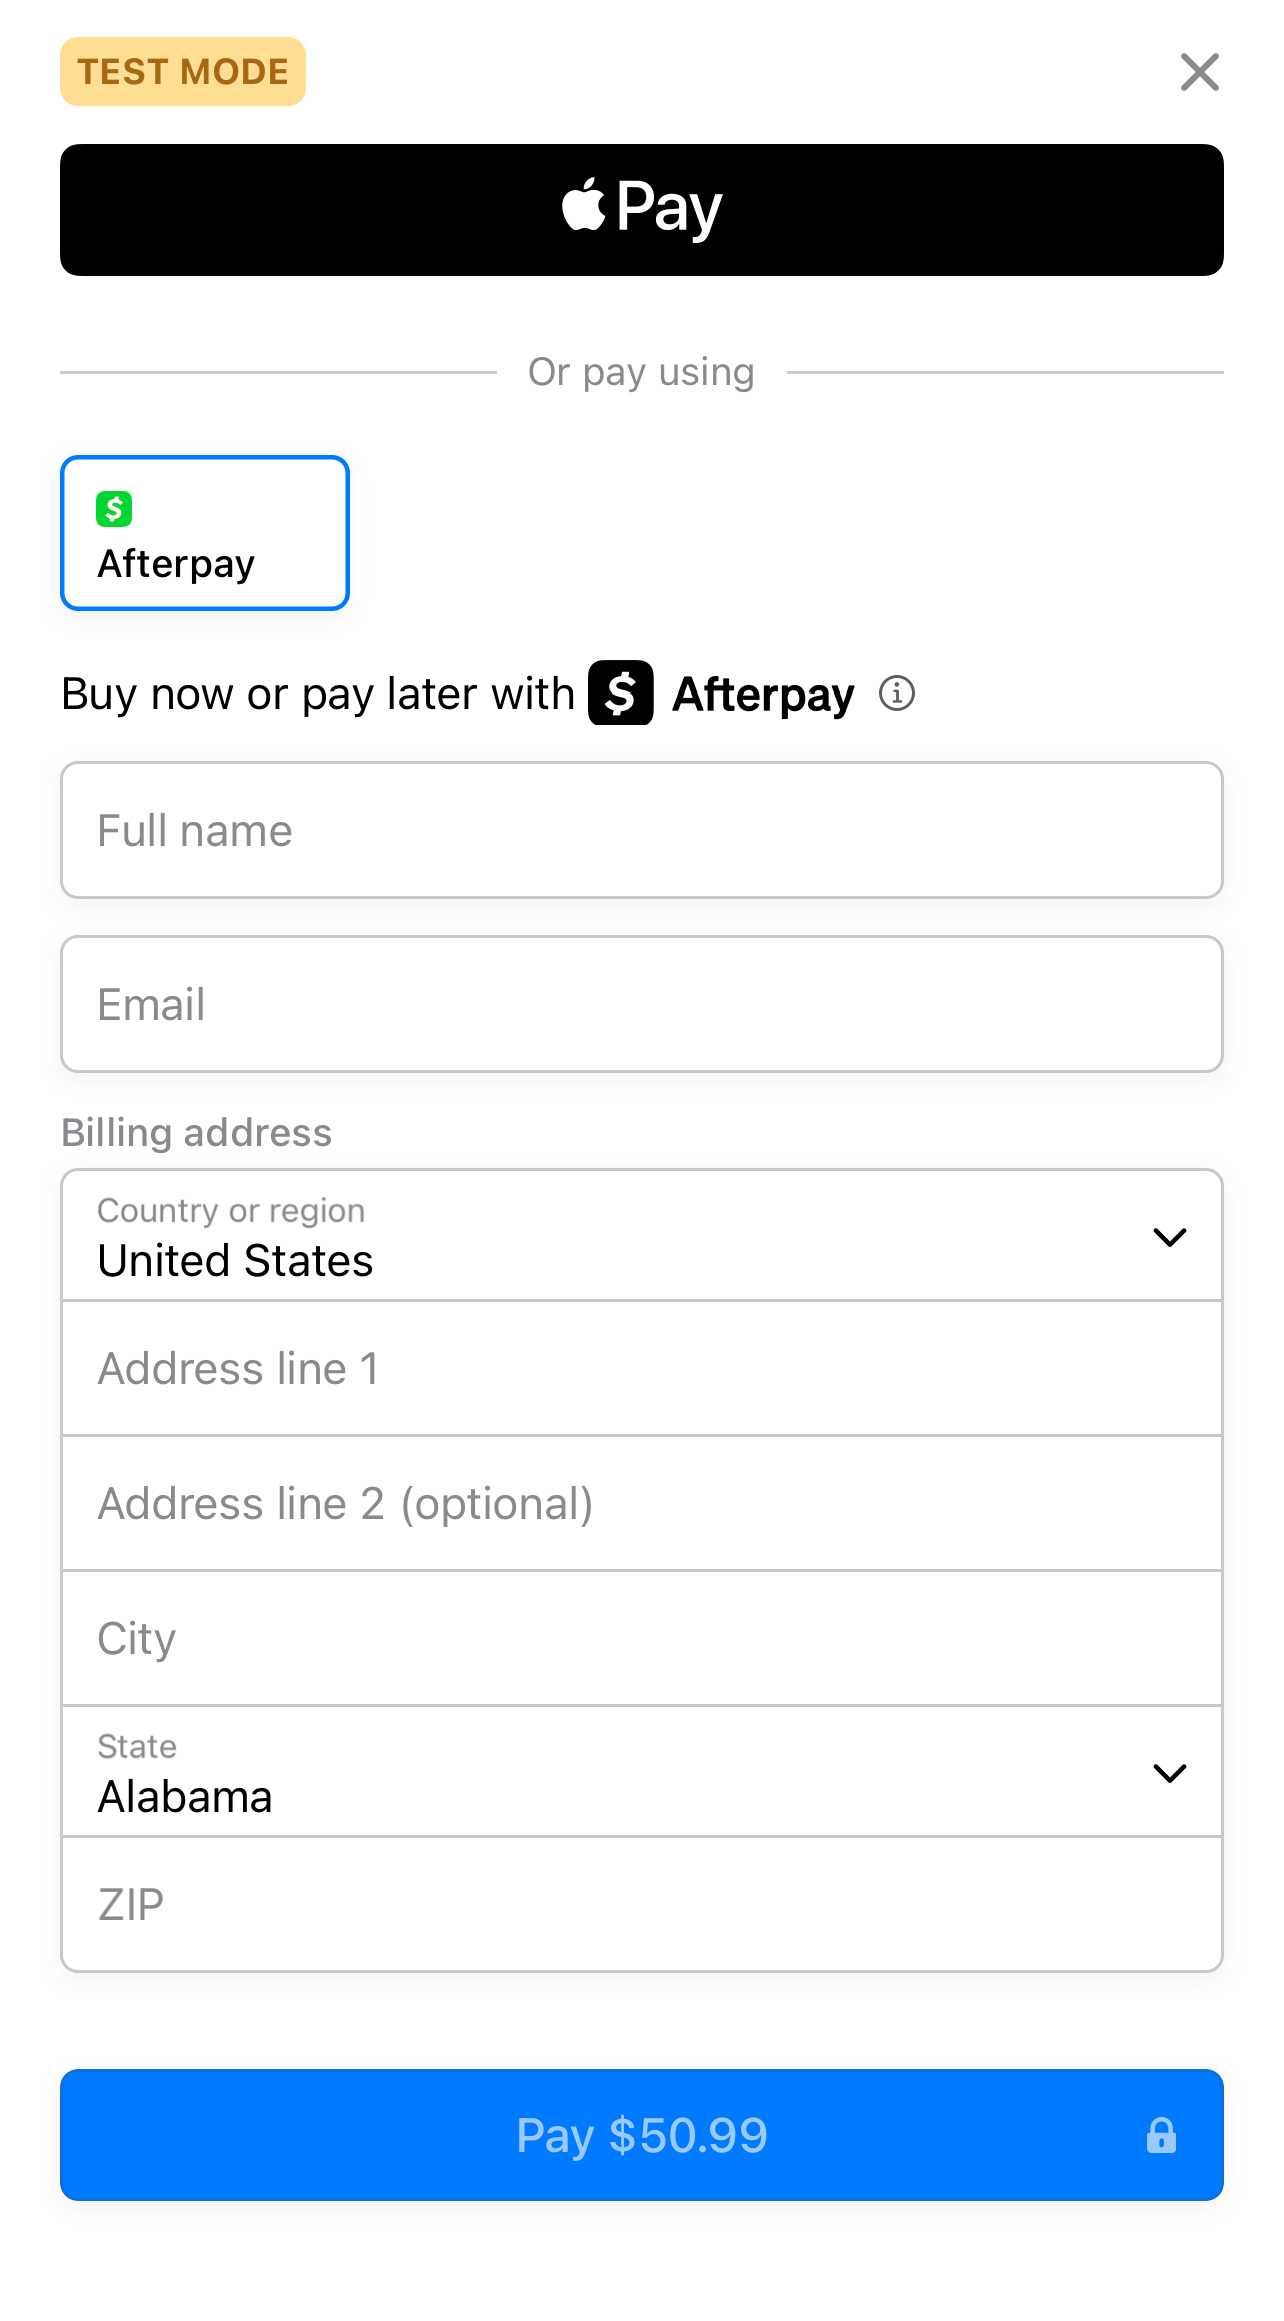 TEST MODE
Pay
Or pay using
$
Afterpay
Buy now or pay later with $ Afterpay
Full name
Email
Billing address
Country or region
United States
Address line 1
Address line 2 (optional)
City
State
Alabama
ZIP
Pay $50.99